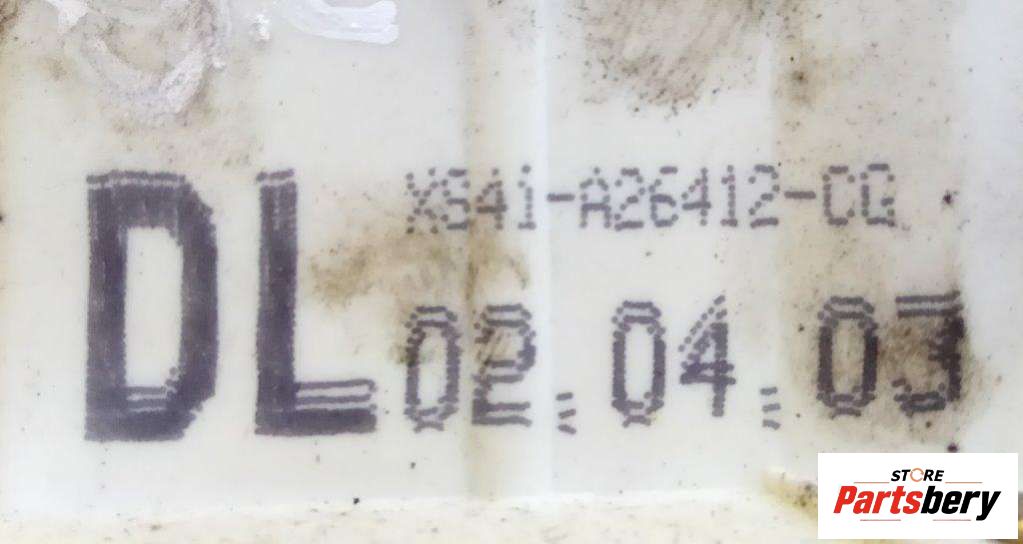 DL XS41-A26412-CG
02.04.03
STORE
Partsbery